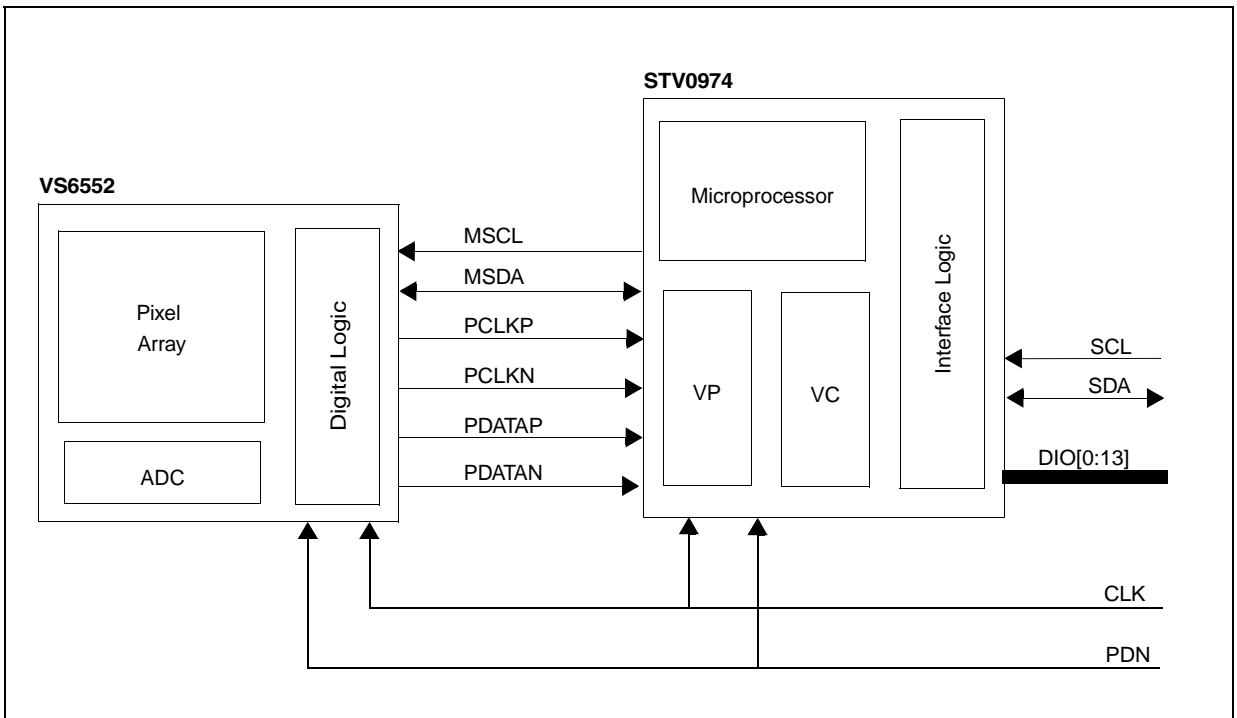 STV0974
VS6552
Microprocessor
Interface Logic
Pixel
Array
ADC
Digital Logic
MSCL
MSDA
PCLKP
PCLKN
PDATAP
PDATAN
VP
VC
SCL
SDA
DIO[0:13]
CLK
PDN